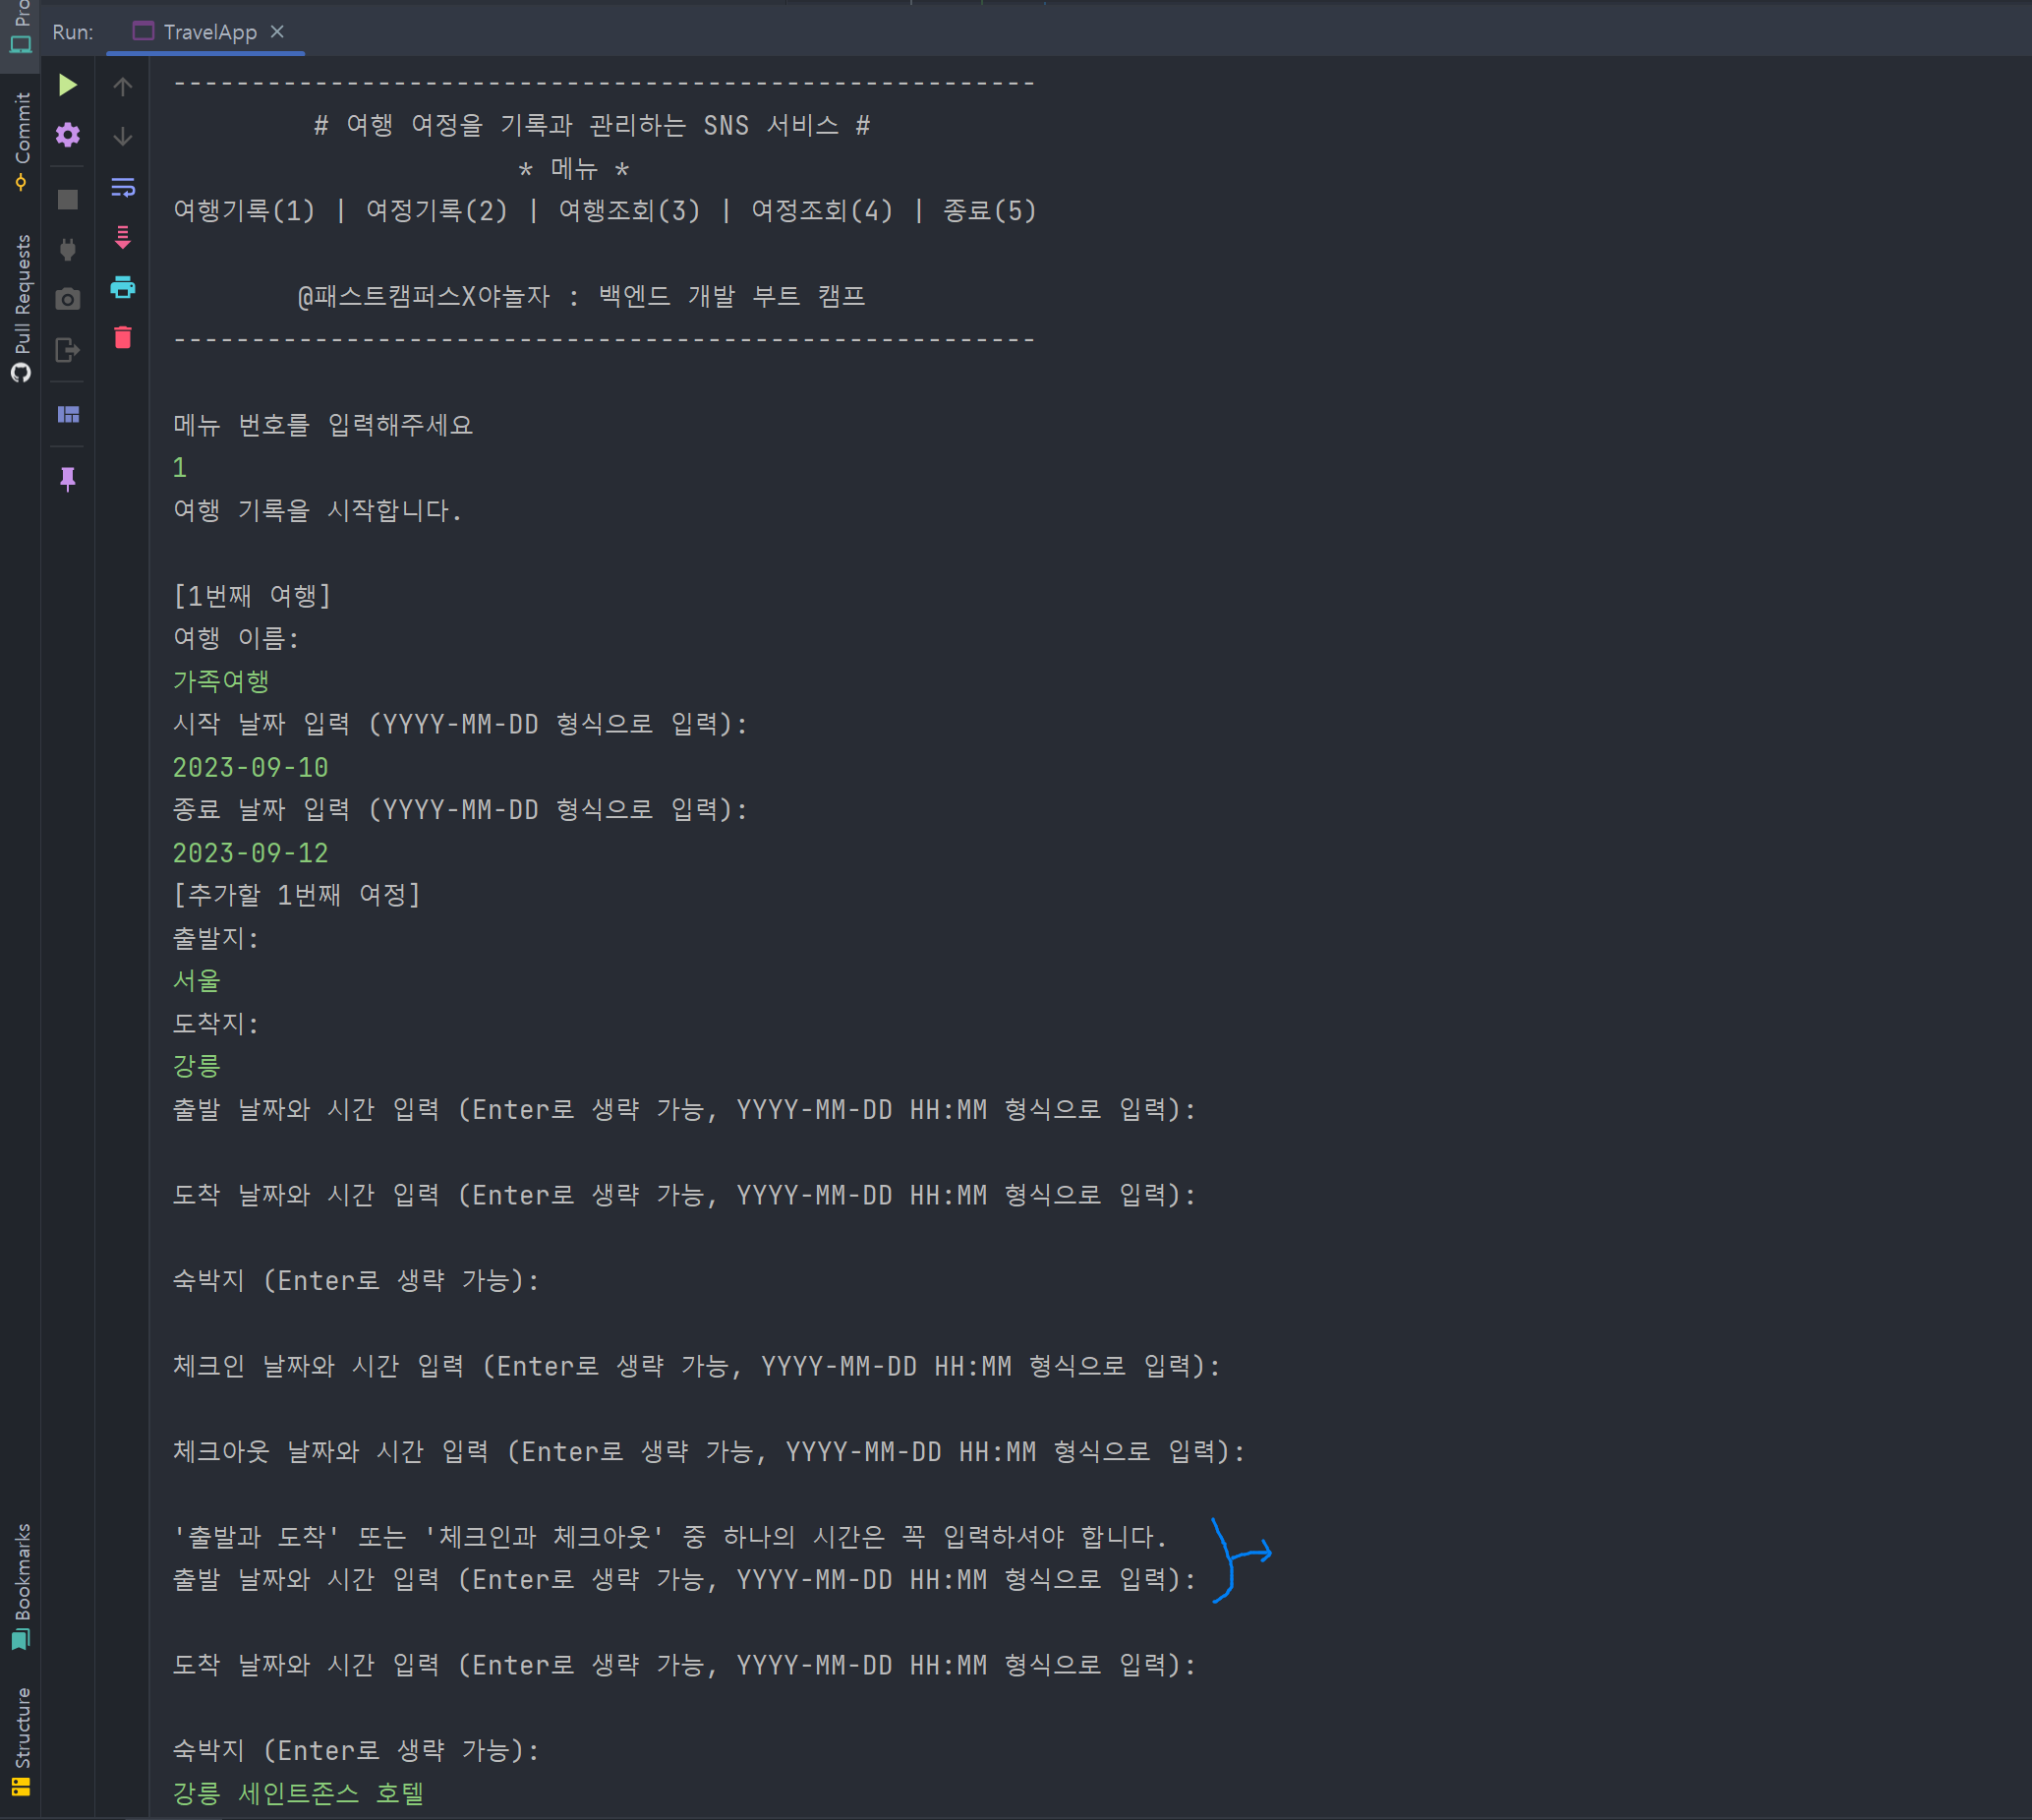 Run: TravelApp
Pro
Commit
Pull Requests
Bookmarks
Structure
-------------------------------------------------------
# 여행 여정을 기록과 관리하는 SNS 서비스 #
* 메뉴 *
여행기록(1) | 여정기록(2) | 여행조회(3) | 여정조회(4) | 종료(5)
@패스트캠퍼스X야놀자 : 백엔드 개발 부트 캠프
-------------------------------------------------------
메뉴 번호를 입력해주세요
1
여행 기록을 시작합니다.
[1번째 여행]
여행 이름:
가족여행
시작 날짜 입력 (YYYY-MM-DD 형식으로 입력):
2023-09-10
종료 날짜 입력 (YYYY-MM-DD 형식으로 입력):
2023-09-12
[추가할 1번째 여정]
출발지:
서울
도착지:
강릉
출발 날짜와 시간 입력 (Enter로 생략 가능, YYYY-MM-DD HH:MM 형식으로 입력):
도착 날짜와 시간 입력 (Enter로 생략 가능, YYYY-MM-DD HH:MM 형식으로 입력):
숙박지 (Enter로 생략 가능):
체크인 날짜와 시간 입력 (Enter로 생략 가능, YYYY-MM-DD HH:MM 형식으로 입력):
체크아웃 날짜와 시간 입력 (Enter로 생략 가능, YYYY-MM-DD HH:MM 형식으로 입력):
'출발과 도착' 또는 '체크인과 체크아웃' 중 하나의 시간은 꼭 입력하셔야 합니다.
출발 날짜와 시간 입력 (Enter로 생략 가능, YYYY-MM-DD HH:MM 형식으로 입력):
도착 날짜와 시간 입력 (Enter로 생략 가능, YYYY-MM-DD HH:MM 형식으로 입력):
숙박지 (Enter로 생략 가능):
강릉 세인트존스 호텔